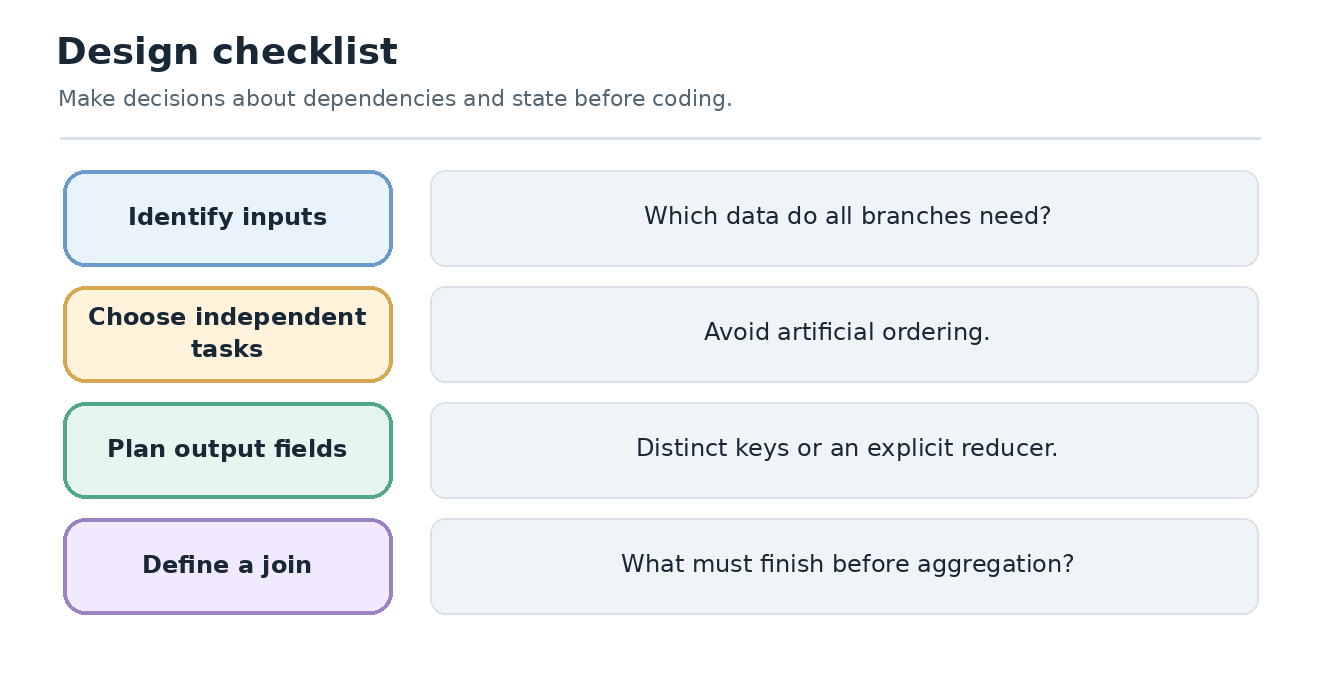 Design checklist
Make decisions about dependencies and state before coding.
Identify inputs
Which data do all branches need?
Choose independent
tasks
Avoid artificial ordering.
Plan output fields
Distinct keys or an explicit reducer.
Define a join
What must finish before aggregation?